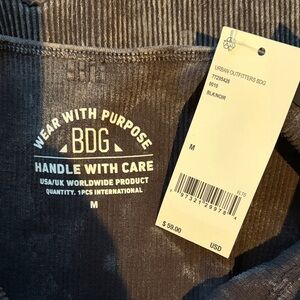 WEAR WITH PURPOSE
BDG
HANDLE WITH CARE
USA/UK WORLDWIDE PRODUCT
QUANTITY. 1PCS INTERNATIONAL
M
URBAN OUTFITTERS BDG
2010
BLK/NOIR
M
$ 59.00
USD